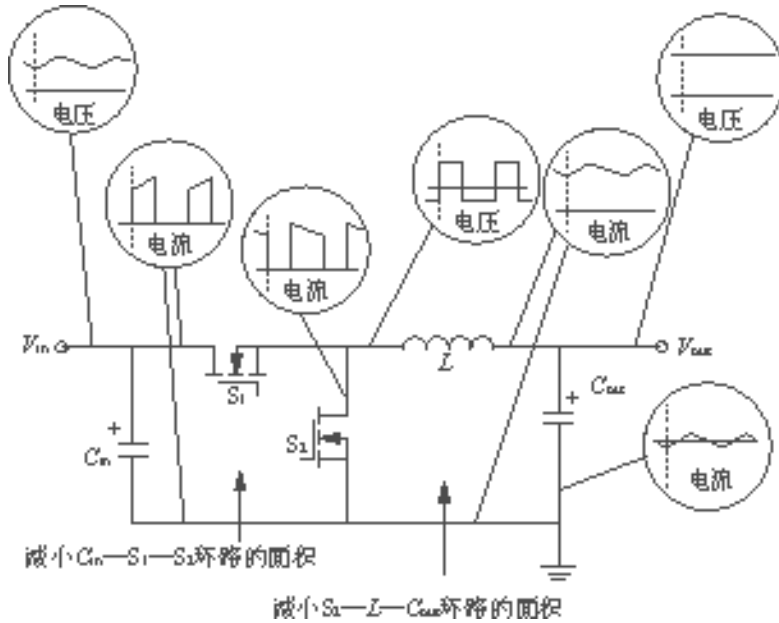 电压
电压
电流
电压
电流
电流
Vin
S1
L
Vout
Cin
S2
Cout
电流
减小Cin—S1—S2环路的面积
减小S2—L—Cout环路的面积